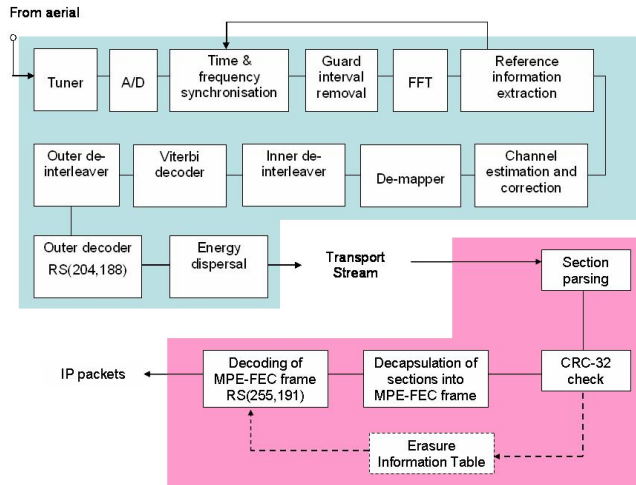 From aerial
Tuner
A/D
Time &
frequency
synchronisation
Guard
interval
removal
FFT
Reference
information
extraction
Outer de-
interleaver
Viterbi
decoder
Inner de-
interleaver
De-mapper
Channel
estimation and
correction
Outer decoder
RS(204,188)
Energy
dispersal
Transport
Stream
Section
parsing
IP packets
Decoding of
MPE-FEC frame
RS(255,191)
Decapsulation of
sections into
MPE-FEC frame
CRC-32
check
Erasure
Information Table